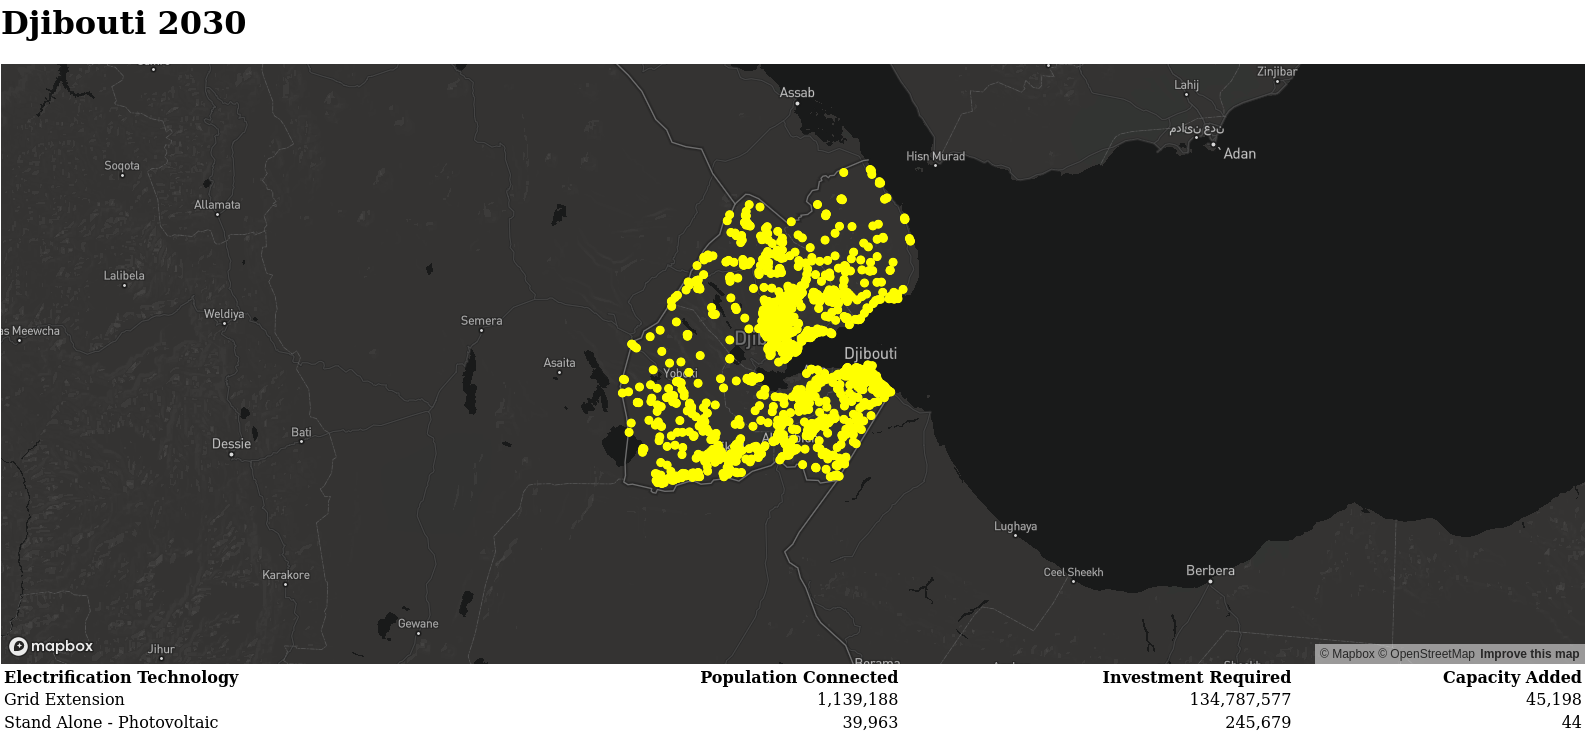 Djibouti 2030
Assab
Zinjibar
Lahij
مدائن عدن
Adan
Hisn Murad
Soqota
Allamata
Lalibela
Weldiya
Meewcha
Semera
Asaita
Djibouti
Dessie
Bati
Lughaya
Ceel Sheekh
Berbera
Karakore
Gewane
Jihur
Borama
mapbox
© Mapbox © OpenStreetMap Improve this map
Electrification Technology Population Connected Investment Required Capacity Added
Grid Extension 1,139,188 134,787,577 45,198
Stand Alone - Photovoltaic 39,963 245,679 44